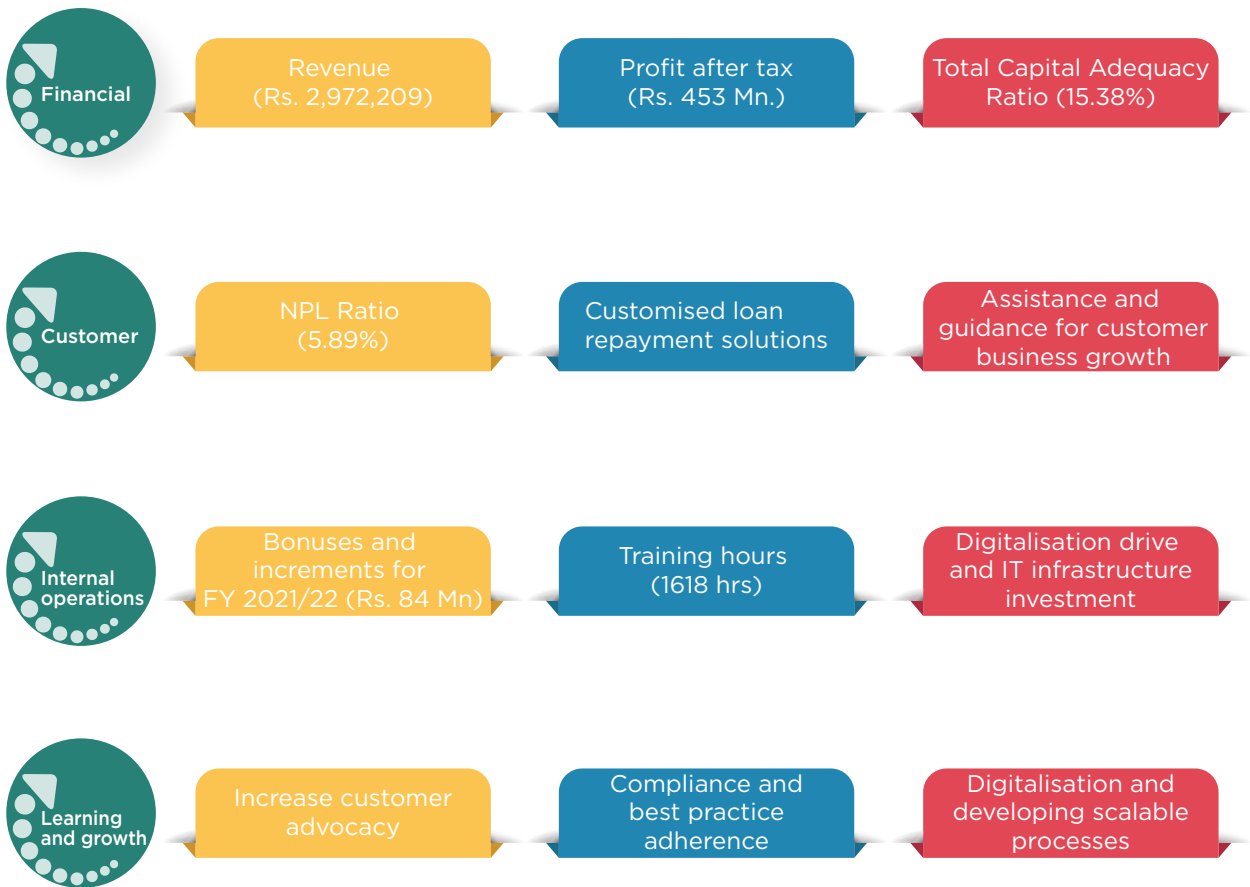 Financial
Revenue
(Rs. 2,972,209)
Profit after tax
(Rs. 453 Mn.)
Total Capital Adequacy
Ratio (15.38%)
Customer
NPL Ratio
(5.89%)
Customised loan
repayment solutions
Assistance and
guidance for customer
business growth
Internal
operations
Bonuses and
increments for
FY 2021/22 (Rs. 84 Mn)
Training hours
(1618 hrs)
Digitalisation drive
and IT infrastructure
investment
Learning
and growth
Increase customer
advocacy
Compliance and
best practice
adherence
Digitalisation and
developing scalable
processes